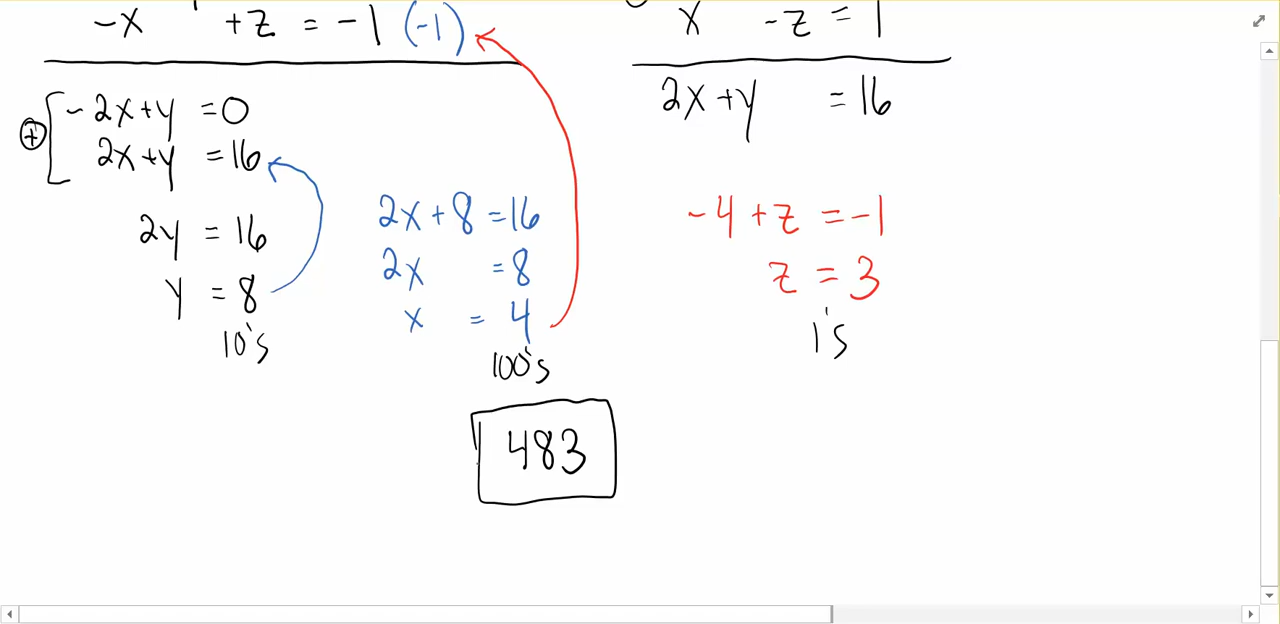 -x +z = -1 (-1)
x -z = 1
-2x+y =0
+
2x+y =16
2x+y =16
2y = 16
y = 8
10's
2x+8=16
2x =8
x = 4
100's
-4+z =-1
z = 3
1's
483